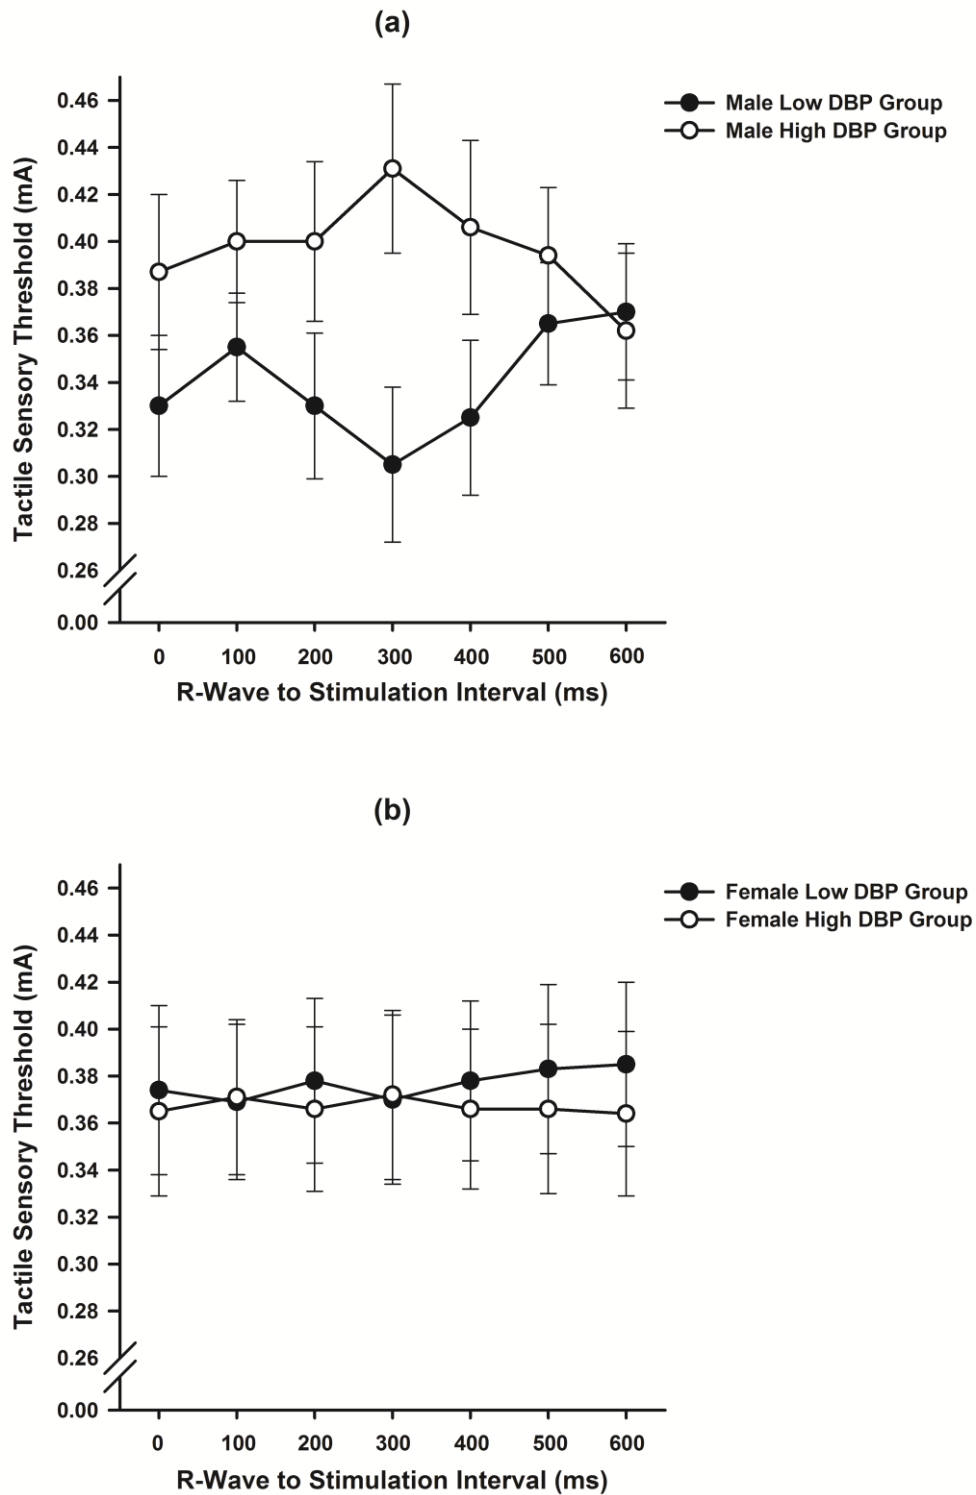 (a)
0.46
0.44
0.42
0.40
0.38
0.36
0.34
0.32
0.30
0.28
0.26
0.00
Tactile Sensory Threshold (mA)
Male Low DBP Group
Male High DBP Group
0 100 200 300 400 500 600
R-Wave to Stimulation Interval (ms)
(b)
0.46
0.44
0.42
0.40
0.38
0.36
0.34
0.32
0.30
0.28
0.26
0.00
Tactile Sensory Threshold (mA)
Female Low DBP Group
Female High DBP Group
0 100 200 300 400 500 600
R-Wave to Stimulation Interval (ms)